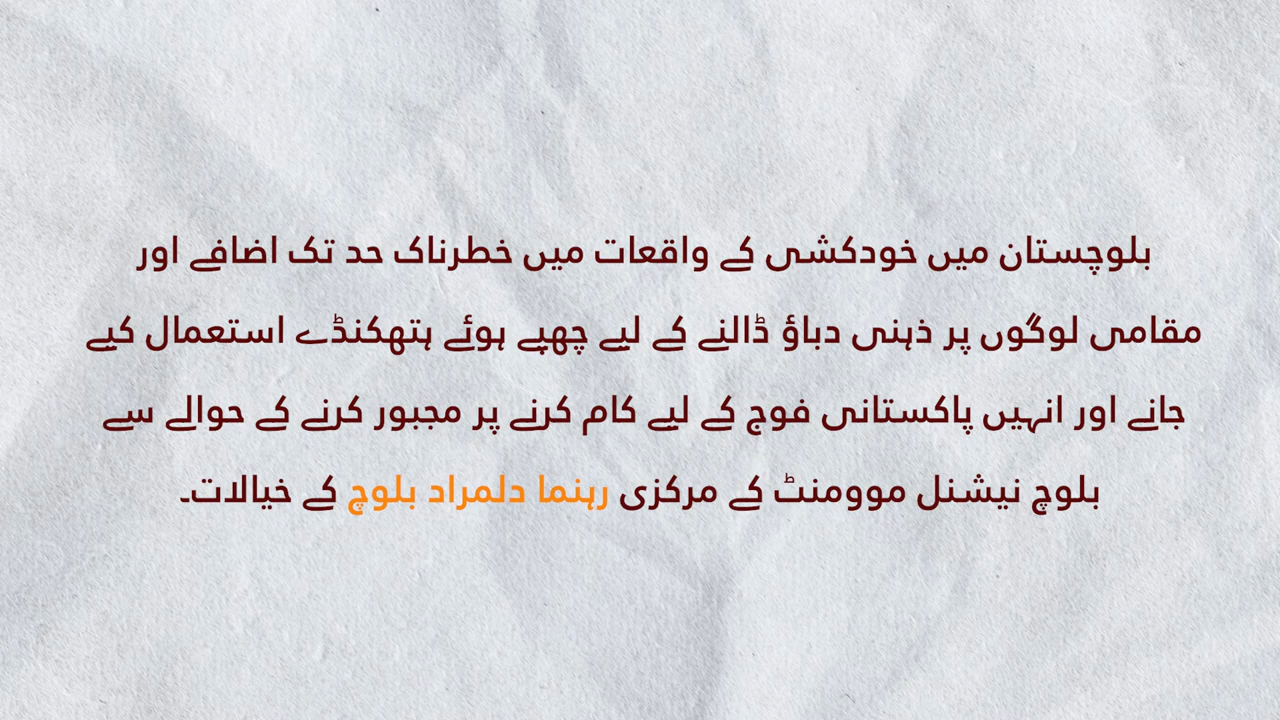 بلوچستان میں خودکشی کے واقعات میں خطرناک حد تک اضافے اور
مقامی لوگوں پر ذہنی دباؤ ڈالنے کے لیے چھپے ہوئے ہتھکنڈے استعمال کیے
جانے اور انہیں پاکستانی فوج کے لیے کام کرنے پر مجبور کرنے کے حوالے سے
بلوچ نیشنل موومنٹ کے مرکزی رہنما دلمراد بلوچ کے خیالات۔